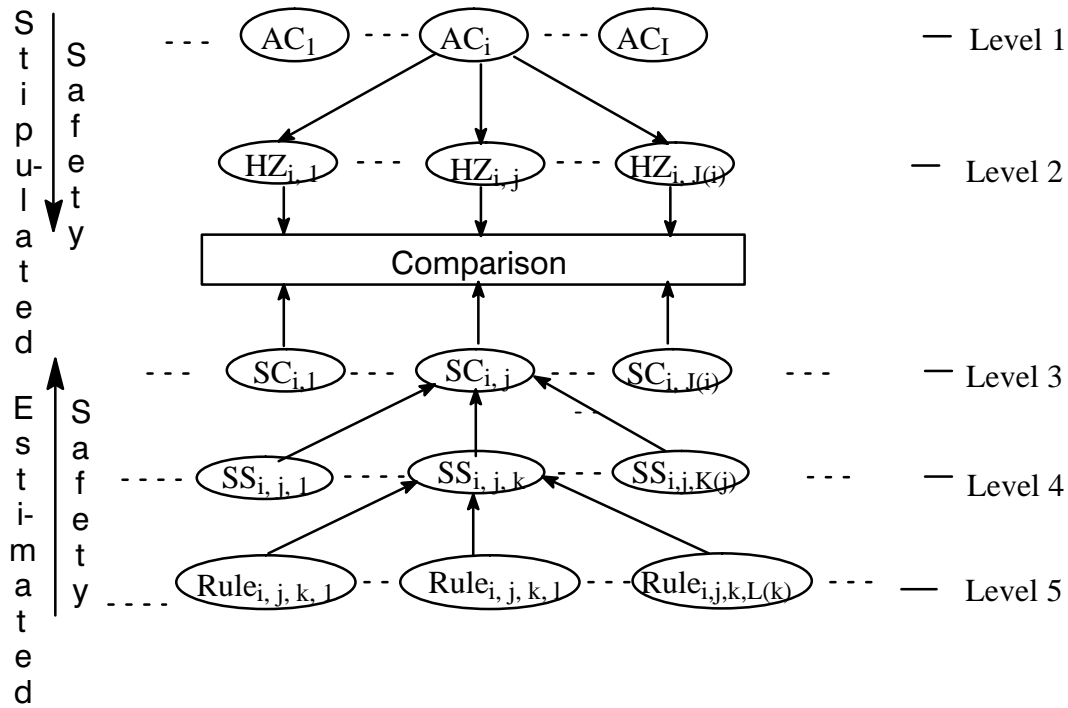 Stipu-lated
Safety
AC1 ACi ACI Level 1
HZi, 1 HZi, j HZi, J(i) Level 2
Comparison
SCi,1 SCi, j SCi, J(i) Level 3
Esti-mated
Safety
SSi, j, 1 SSi, j, k SSi,j,K(j) Level 4
Rulei, j, k, 1 Rulei, j, k, l Rulei,j,k,L(k) Level 5